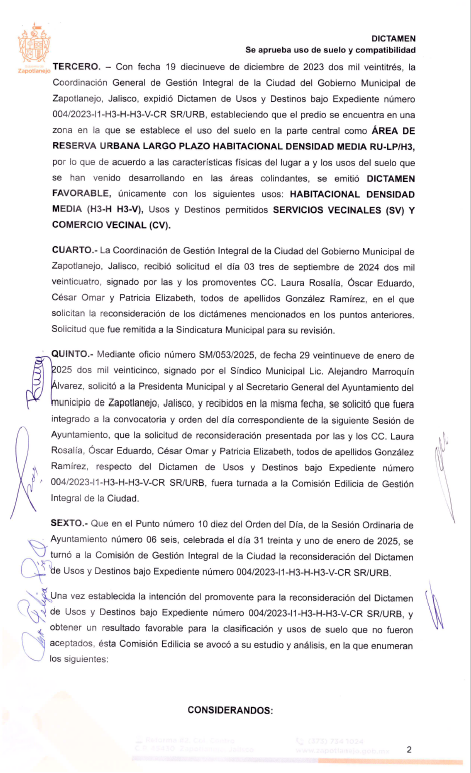 Zapotlanejo
DICTAMEN
Se aprueba uso de suelo y compatibilidad
TERCERO. – Con fecha 19 diecinueve de diciembre de 2023 dos mil veintitrés, la
Coordinación General de Gestión Integral de la Ciudad del Gobierno Municipal de
Zapotlanejo, Jalisco, expidió Dictamen de Usos y Destinos bajo Expediente número
004/2023-I1-H3-H-H3-V-CR SR/URB, estableciendo que el predio se encuentra en una
zona en la que se establece el uso del suelo en la parte central como ÁREA DE
RESERVA URBANA LARGO PLAZO HABITACIONAL DENSIDAD MEDIA RU-LP/H3,
por lo que de acuerdo a las características físicas del lugar a y los usos del suelo que
se han venido desarrollando en las áreas colindantes, se emitió DICTAMEN
FAVORABLE, únicamente con los siguientes usos: HABITACIONAL DENSIDAD
MEDIA (H3-H H3-V), Usos y Destinos permitidos SERVICIOS VECINALES (SV) Y
COMERCIO VECINAL (CV).
CUARTO.- La Coordinación de Gestión Integral de la Ciudad del Gobierno Municipal de
Zapotlanejo, Jalisco, recibió solicitud el día 03 tres de septiembre de 2024 dos mil
veinticuatro, signado por las y los promoventes CC. Laura Rosalía, Óscar Eduardo,
César Omar y Patricia Elizabeth, todos de apellidos González Ramírez, en el que
solicitan la reconsideración de los dictámenes mencionados en los puntos anteriores.
Solicitud que fue remitida a la Sindicatura Municipal para su revisión.
QUINTO.- Mediante oficio número SM/053/2025, de fecha 29 veintinueve de enero de
2025 dos mil veinticinco, signado por el Síndico Municipal Lic. Alejandro Marroquín
Álvarez, solicitó a la Presidenta Municipal y al Secretario General del Ayuntamiento del
municipio de Zapotlanejo, Jalisco, y recibidos en la misma fecha, se solicitó que fuera
integrado a la convocatoria y orden del día correspondiente de la siguiente Sesión de
Ayuntamiento, que la solicitud de reconsideración presentada por las y los CC. Laura
Rosalía, Óscar Eduardo, César Omar y Patricia Elizabeth, todos de apellidos González
Ramírez, respecto del Dictamen de Usos y Destinos bajo Expediente número
004/2023-I1-H3-H-H3-V-CR SR/URB, fuera turnada a la Comisión Edilicia de Gestión
Integral de la Ciudad.
SEXTO.- Que en el Punto número 10 diez del Orden del Día, de la Sesión Ordinaria de
Ayuntamiento número 06 seis, celebrada el día 31 treinta y uno de enero de 2025, se
turnó a la Comisión de Gestión Integral de la Ciudad la reconsideración del Dictamen
de Usos y Destinos bajo Expediente número 004/2023-I1-H3-H-H3-V-CR SR/URB.
Una vez establecida la intención del promovente para la reconsideración del Dictamen
de Usos y Destinos bajo Expediente número 004/2023-I1-H3-H-H3-V-CR SR/URB, y
obtener un resultado favorable para la clasificación y usos de suelo que no fueron
aceptados, ésta Comisión Edilicia se avocó a su estudio y análisis, en la que enumeran
los siguientes:
CONSIDERANDOS:
2